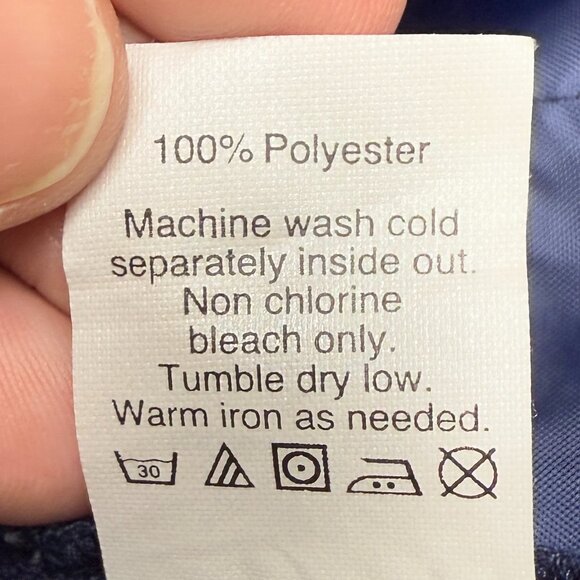 100% Polyester
Machine wash cold
separately inside out.
Non chlorine
bleach only.
Tumble dry low.
Warm iron as needed.
30